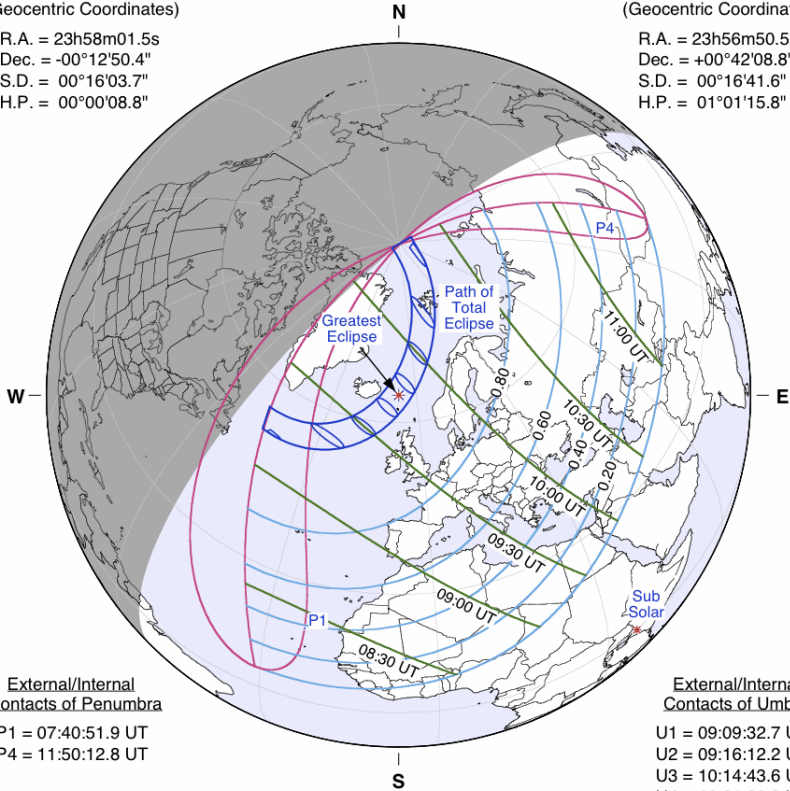 N
Geocentric Coordinates)
R.A. = 23h58m01.5s
Dec. = -00°12'50.4"
S.D. = 00°16'03.7"
H.P. = 00°00'08.8"
(Geocentric Coordina
R.A. = 23h56m50.5
Dec. = +00°42'08.8'
S.D. = 00°16'41.6"
H.P. = 01°01'15.8"
P4
Path of
Total
Eclipse
Greatest
Eclipse
11:00 UT
W
E
0.80
0.60
0.40
0.20
10:30 UT
10:00 UT
09:30 UT
09:00 UT
08:30 UT
P1
Sub
Solar
External/Internal
ontacts of Penumbra
P1 = 07:40:51.9 UT
P4 = 11:50:12.8 UT
External/Interna
Contacts of Umb
U1 = 09:09:32.7 U
U2 = 09:16:12.2 U
U3 = 10:14:43.6 U
S